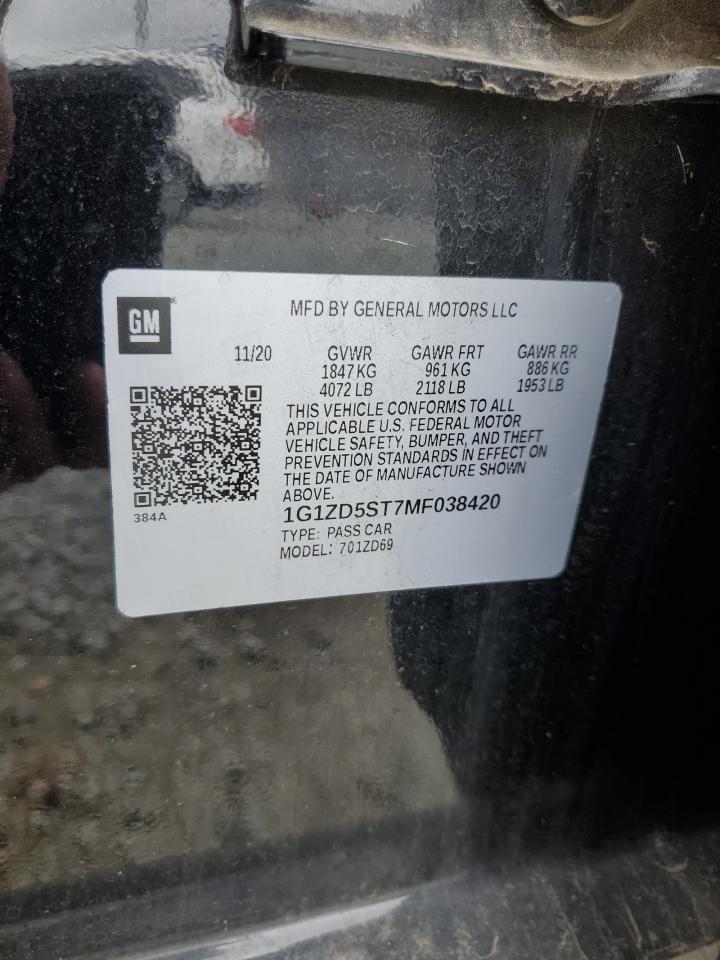 GM
MFD BY GENERAL MOTORS LLC
11/20 GVWR GAWR FRT GAWR RR
1847 KG 961 KG 886 KG
4072 LB 2118 LB 1953 LB
THIS VEHICLE CONFORMS TO ALL
APPLICABLE U.S. FEDERAL MOTOR
VEHICLE SAFETY, BUMPER, AND THEFT
PREVENTION STANDARDS IN EFFECT ON
THE DATE OF MANUFACTURE SHOWN
ABOVE.
384A 1G1ZD5ST7MF038420
TYPE: PASS CAR
MODEL: 701ZD69